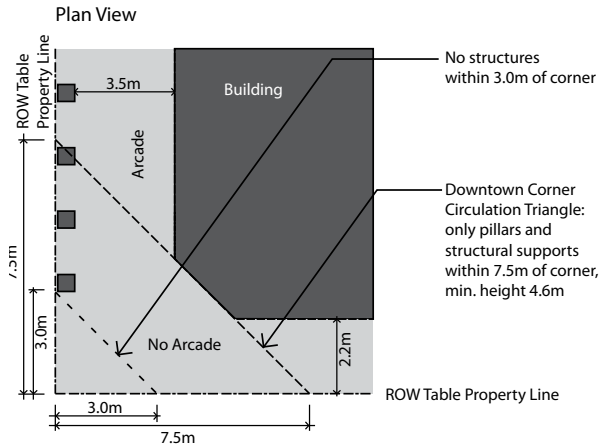 Plan View
ROW Table
Property Line
3.5m
Building
Arcade
No structures
within 3.0m of corner
Downtown Corner
Circulation Triangle:
only pillars and
structural supports
within 7.5m of corner,
min. height 4.6m
7.5m
3.0m
No Arcade
2.2m
ROW Table Property Line
3.0m
7.5m